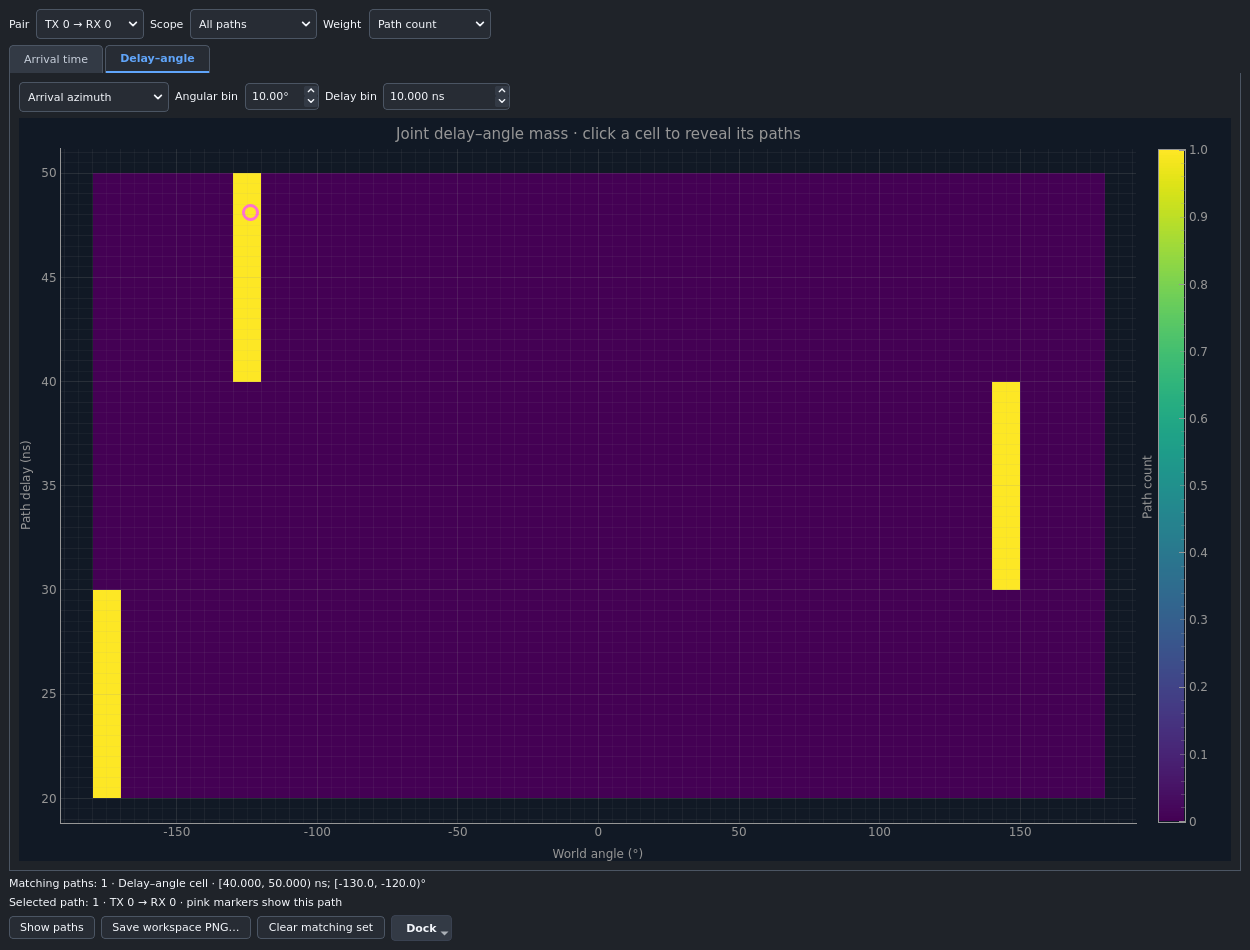 Pair TX 0 → RX 0 Scope All paths Weight Path count
Arrival time Delay–angle
Arrival azimuth Angular bin 10.00° Delay bin 10.000 ns
Joint delay–angle mass · click a cell to reveal its paths
50
45
40
35
30
25
20
Path delay (ns)
-150 -100 -50 0 50 100 150
World angle (°)
1.0
0.9
0.8
0.7
0.6
0.5
0.4
0.3
0.2
0.1
0
Path count
Matching paths: 1 · Delay–angle cell · [40.000, 50.000) ns; [-130.0, -120.0)°
Selected path: 1 · TX 0 → RX 0 · pink markers show this path
Show paths Save workspace PNG... Clear matching set Dock